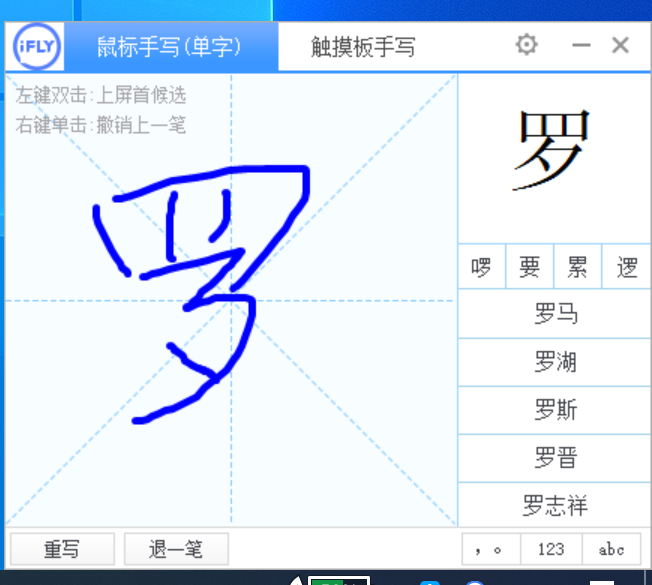 iFLY 鼠标手写(单字) 触摸板手写
左键双击:上屏首候选
右键单击:撤销上一笔
罗
罗
啰 要 累 逻
罗马
罗湖
罗斯
罗晋
罗志祥
重写 退一笔 ，。 123 abc